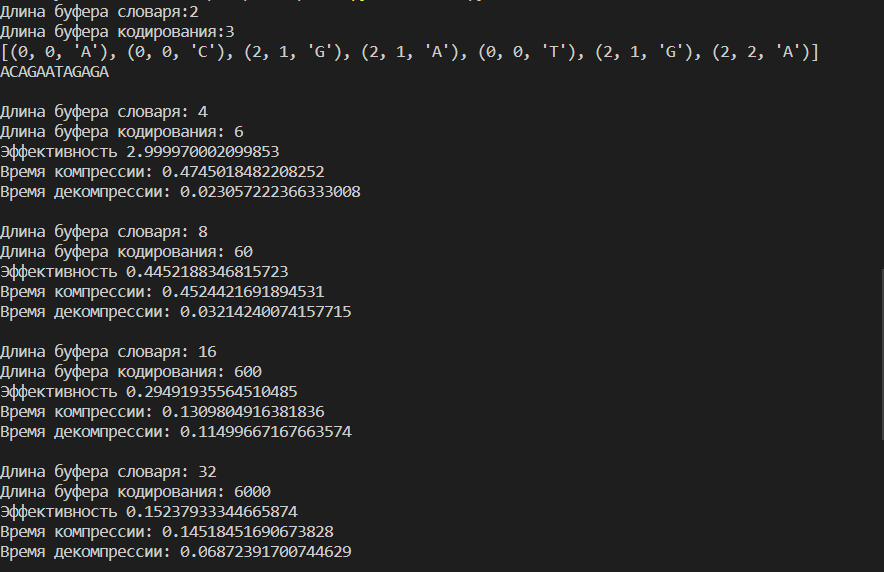 Длина буфера словаря:2
Длина буфера кодирования:3
[(0, 0, 'A'), (0, 0, 'C'), (2, 1, 'G'), (2, 1, 'A'), (0, 0, 'T'), (2, 1, 'G'), (2, 2, 'A')]
ACAGAATAGAGA
Длина буфера словаря: 4
Длина буфера кодирования: 6
Эффективность 2.999970002099853
Время компрессии: 0.4745018482208252
Время декомпрессии: 0.023057222366333008
Длина буфера словаря: 8
Длина буфера кодирования: 60
Эффективность 0.4452188346815723
Время компрессии: 0.4524421691894531
Время декомпрессии: 0.03214240074157715
Длина буфера словаря: 16
Длина буфера кодирования: 600
Эффективность 0.29491935564510485
Время компрессии: 0.1309804916381836
Время декомпрессии: 0.11499667167663574
Длина буфера словаря: 32
Длина буфера кодирования: 6000
Эффективность 0.15237933344665874
Время компрессии: 0.14518451690673828
Время декомпрессии: 0.06872391700744629